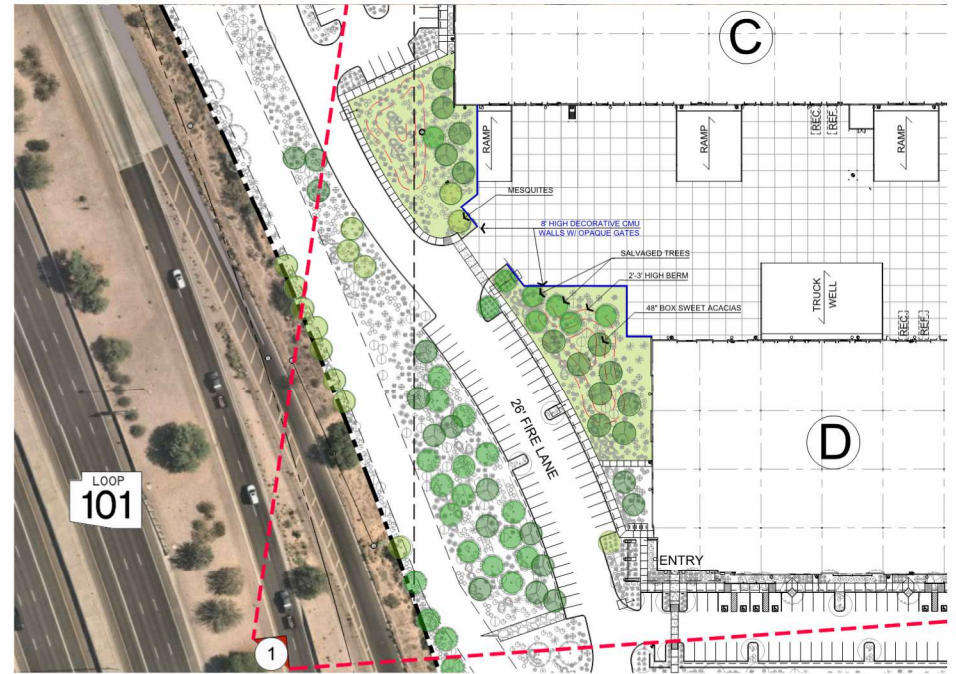 C
RAMP
RAMP
RAMP
REC.
REF.
MESQUITES
8' HIGH DECORATIVE CMU
WALLS W/ OPAQUE GATES
SALVAGED TREES
2'-3' HIGH BERM
48" BOX SWEET ACACIAS
TRUCK
WELL
REC.
REF.
26' FIRE LANE
D
LOOP
101
ENTRY
1